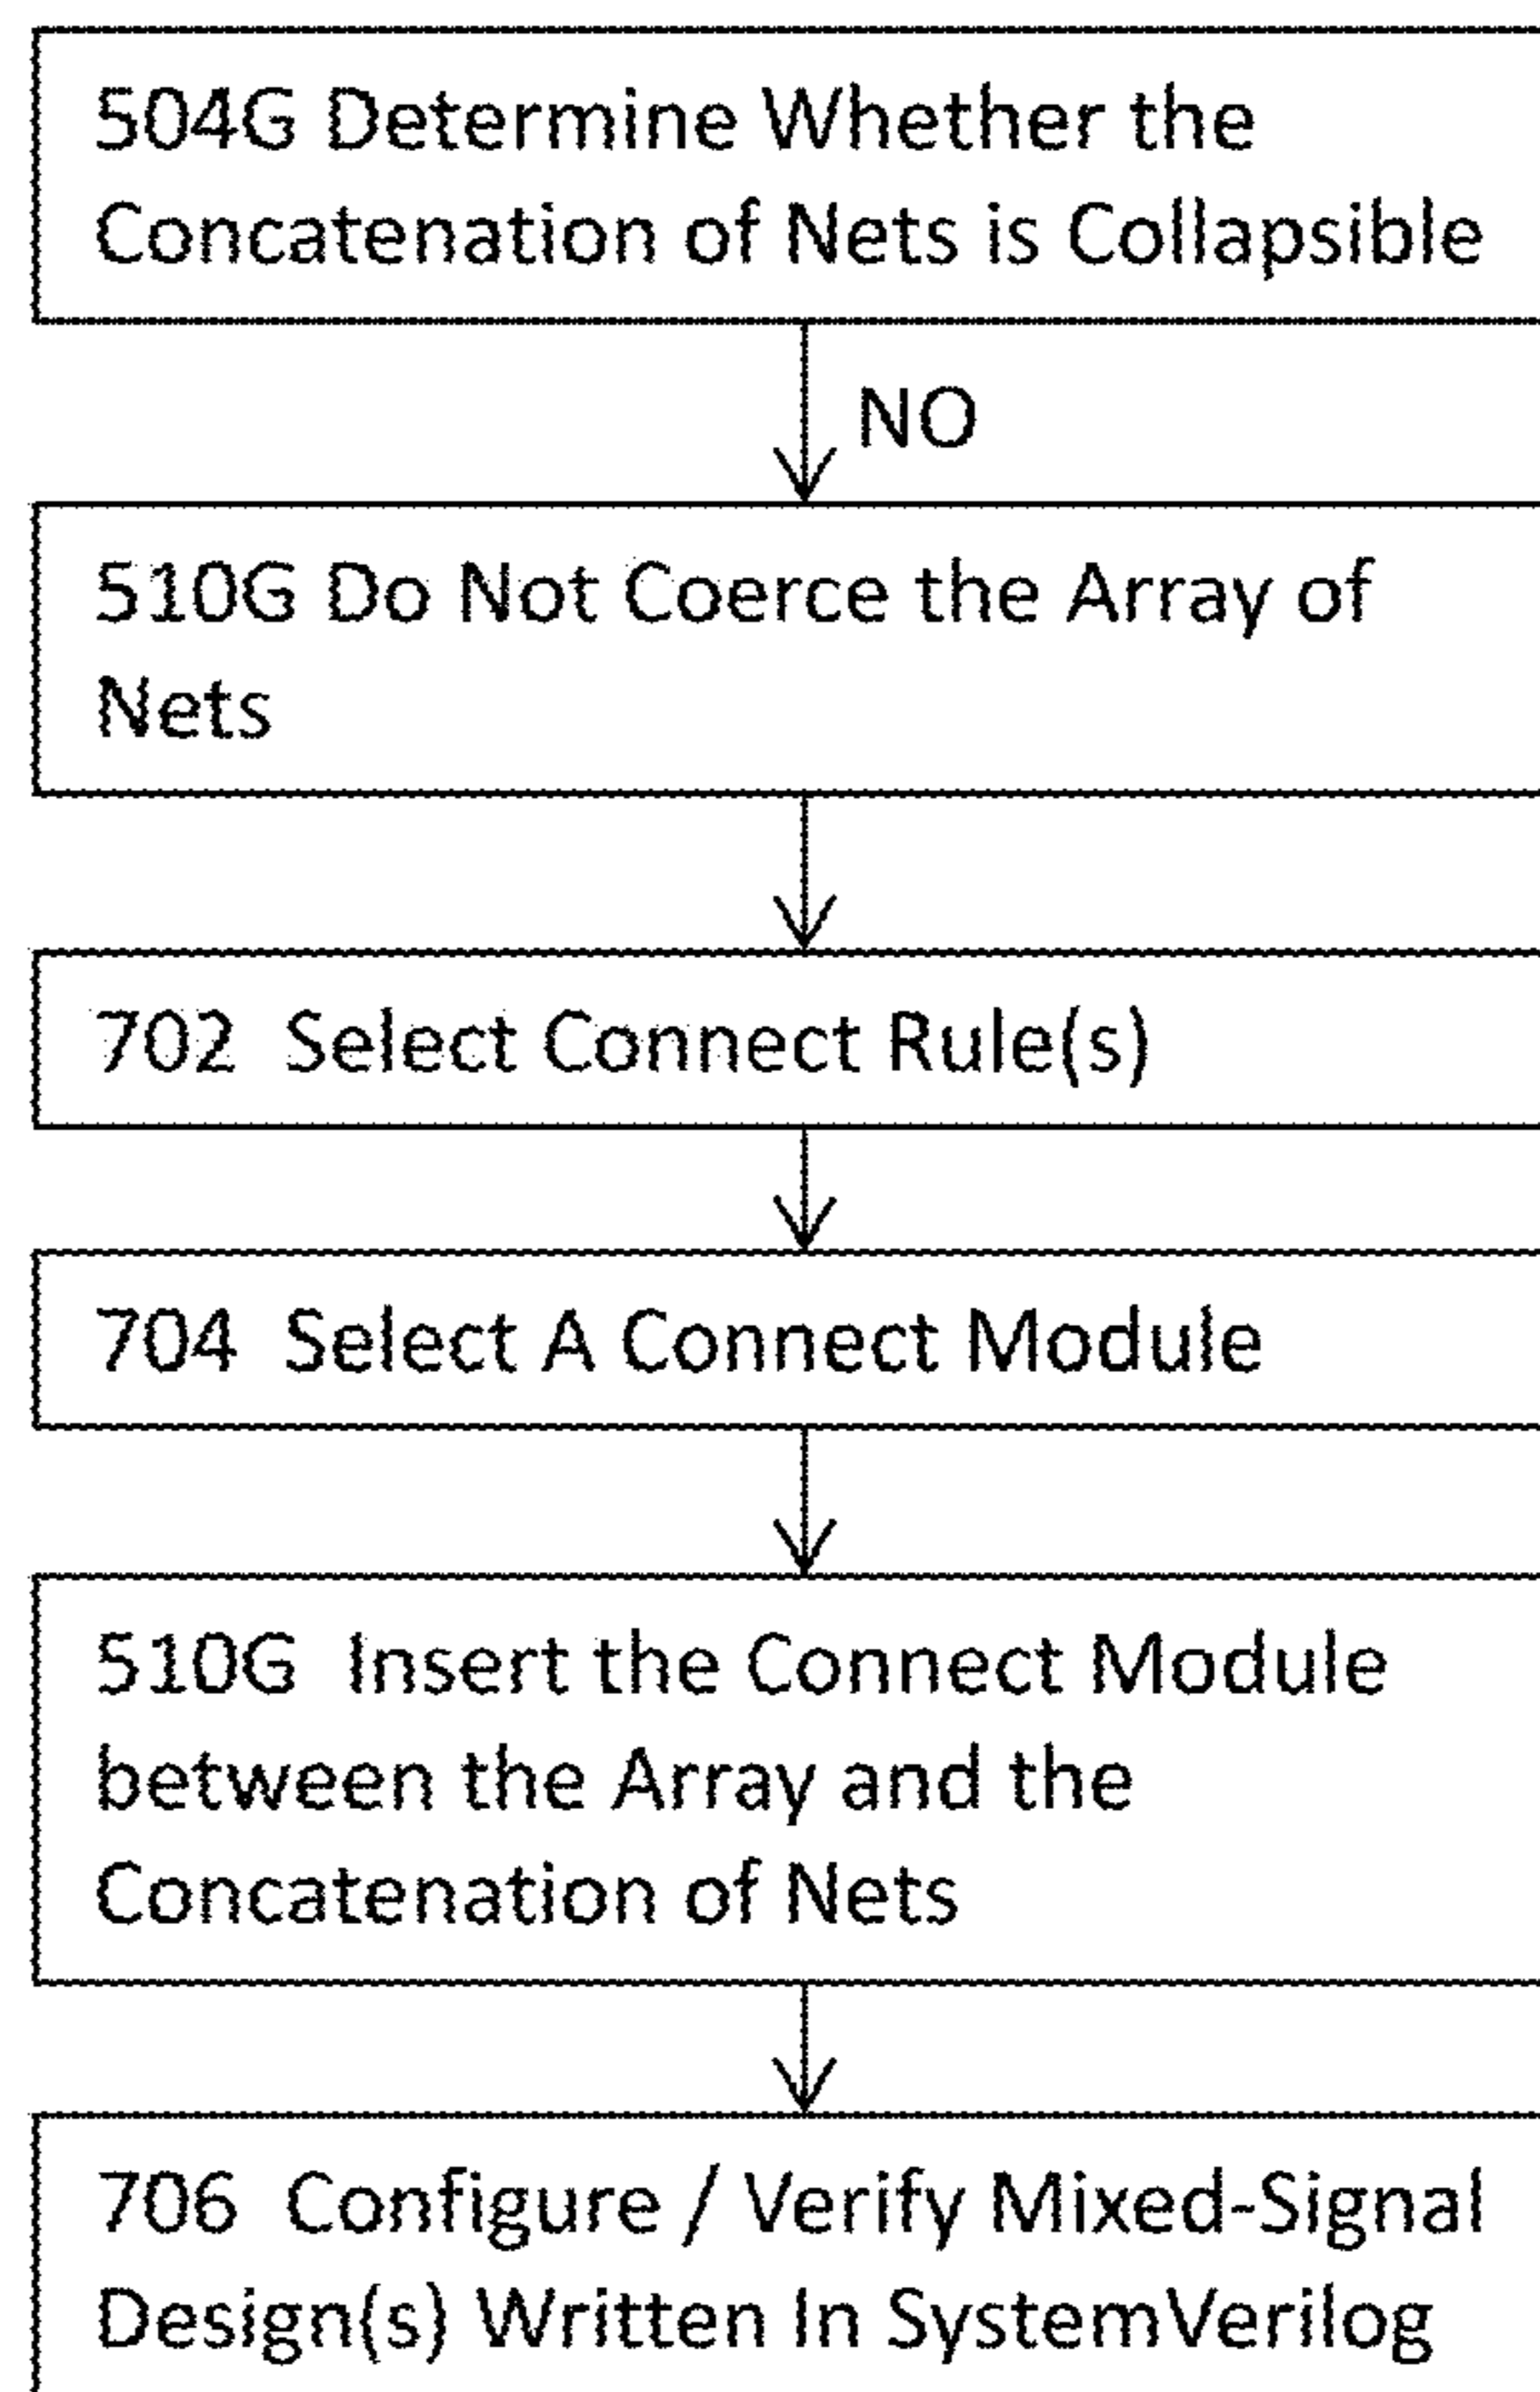 504G Determine Whether the
Concatenation of Nets is Collapsible
NO
510G Do Not Coerce the Array of
Nets
702 Select Connect Rule(s)
704 Select A Connect Module
510G Insert the Connect Module
between the Array and the
Concatenation of Nets
706 Configure / Verify Mixed-Signal
Design(s) Written In SystemVerilog